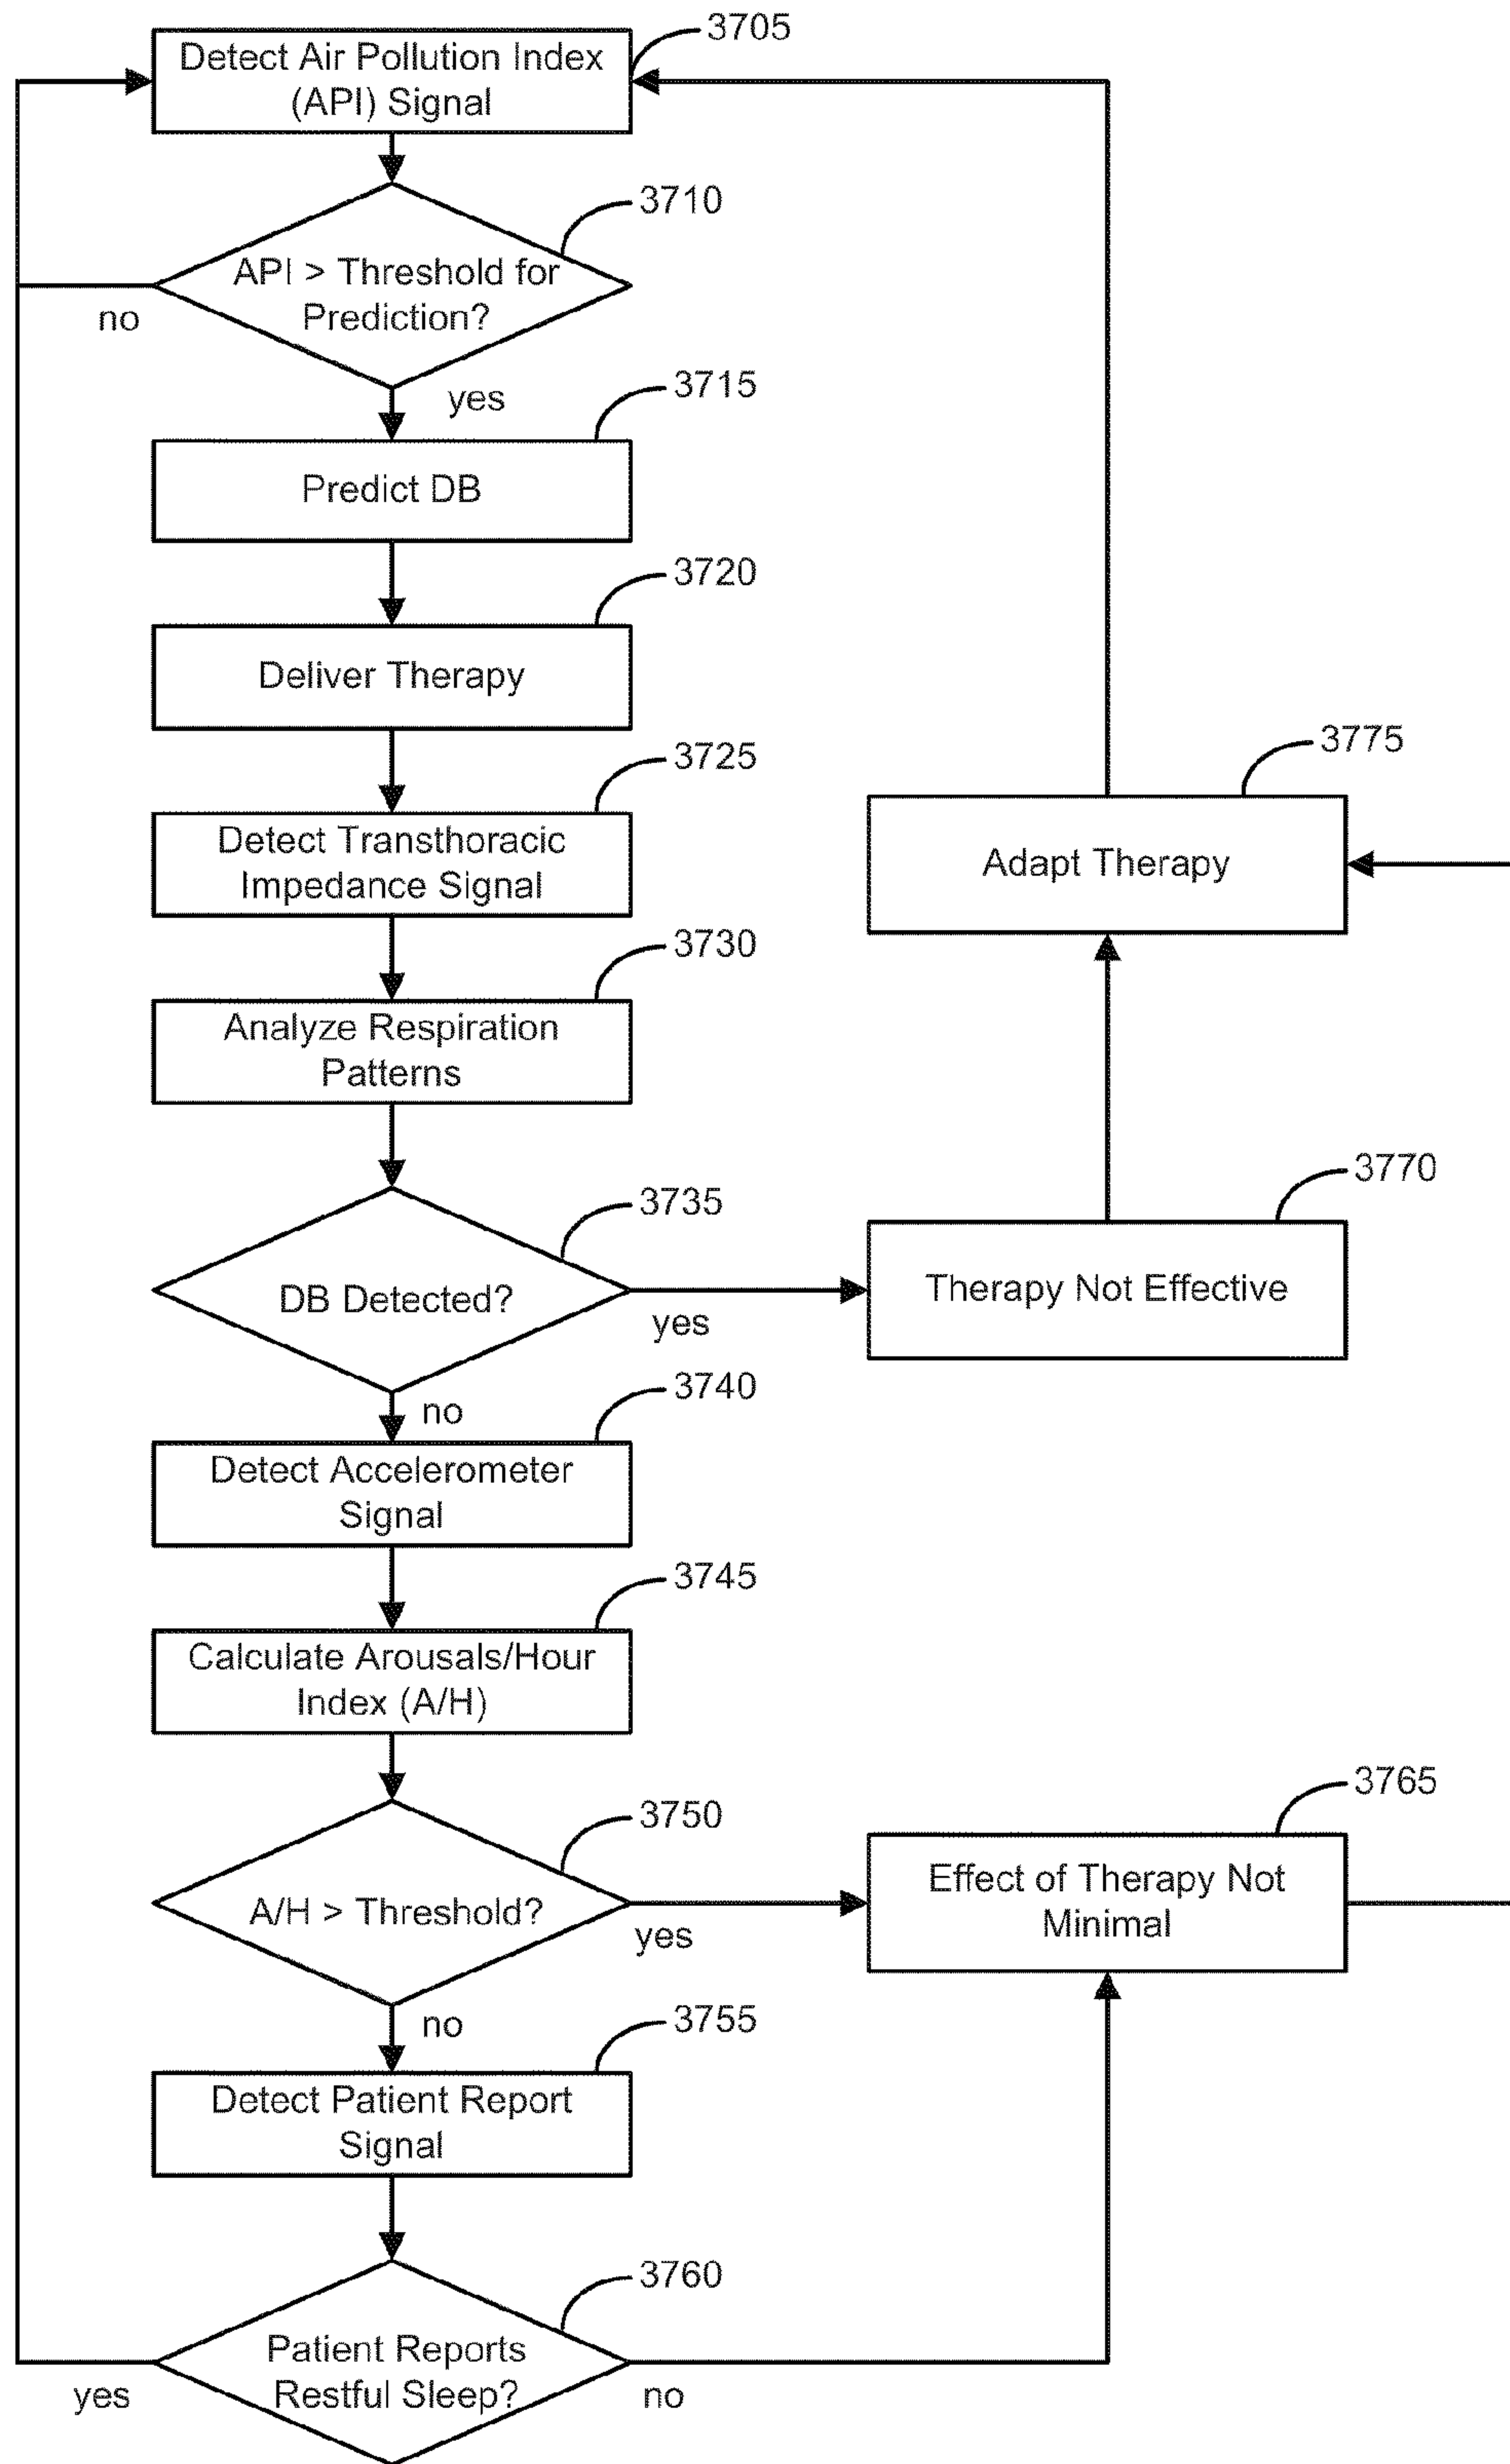 3705
Detect Air Pollution Index
(API) Signal
3710
API > Threshold for
Prediction?
no
yes
3715
Predict DB
3720
Deliver Therapy
3725
Detect Transthoracic
Impedance Signal
3775
Adapt Therapy
3730
Analyze Respiration
Patterns
3735
DB Detected?
yes
3770
Therapy Not Effective
no
3740
Detect Accelerometer
Signal
3745
Calculate Arousals/Hour
Index (A/H)
3750
A/H > Threshold?
yes
3765
Effect of Therapy Not
Minimal
no
3755
Detect Patient Report
Signal
3760
Patient Reports
Restful Sleep?
yes
no